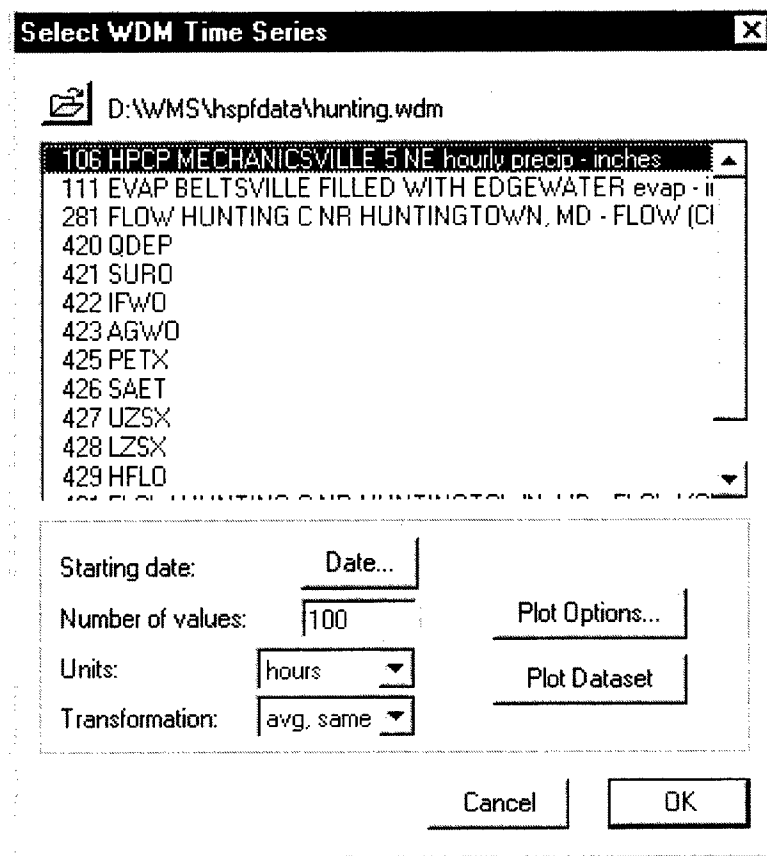 Select WDM Time Series
D:\WMS\hspfdata\hunting.wdm
106 HPCP MECHANICSVILLE 5 NE hourly precip - inches
111 EVAP BELTSVILLE FILLED WITH EDGEWATER evap - i
281 FLOW HUNTING C NR HUNTINGTOWN, MD - FLOW (C
420 QDEP
421 SURO
422 IFWO
423 AGWO
425 PETX
426 SAET
427 UZSX
428 LZSX
429 HFLO
Starting date: Date...
Number of values: 100
Plot Options...
Units: hours
Plot Dataset
Transformation: avg, same
Cancel OK